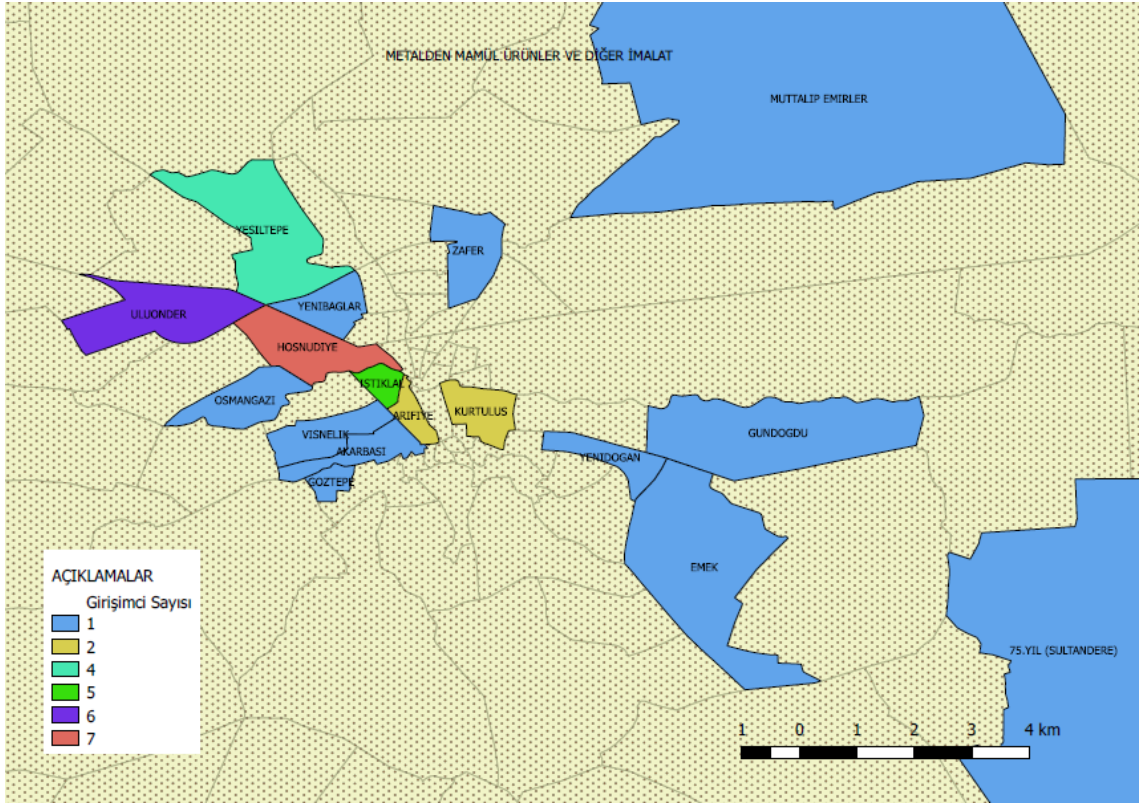 METALDEN MAMÜL ÜRÜNLER VE DİĞER İMALAT
MUTTALIP EMIRLER
YESILTEPE
ZAFER
YENIBAGLAR
ULUONDER
HOSNUDIYE
ISTIKLAL
OSMANGAZI
ARIFIYE
KURTULUS
VISNELIK
AKARBASI
GOZTEPE
GUNDOGDU
YENIDOGAN
EMEK
75.YIL (SULTANDERE)
AÇIKLAMALAR
Girişimci Sayısı
1
2
4
5
6
7
1 0 1 2 3 4 km